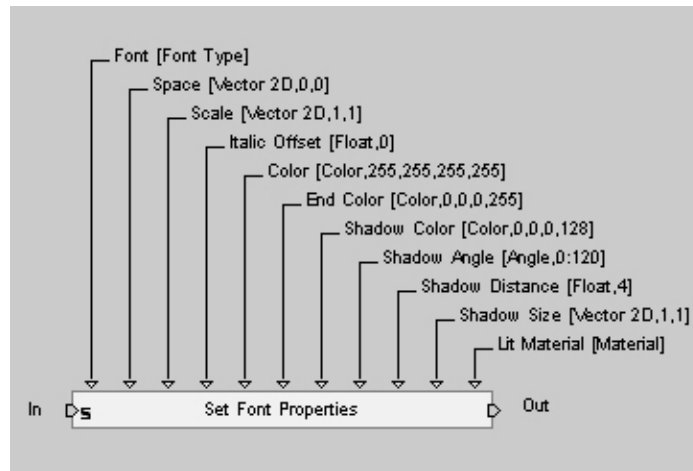 Font [Font Type]
Space [Vector 2D,0,0]
Scale [Vector 2D,1,1]
Italic Offset [Float,0]
Color [Color,255,255,255,255]
End Color [Color,0,0,0,255]
Shadow Color [Color,0,0,0,128]
Shadow Angle [Angle,0:120]
Shadow Distance [Float,4]
Shadow Size [Vector 2D,1,1]
Lit Material [Material]
In s Set Font Properties Out